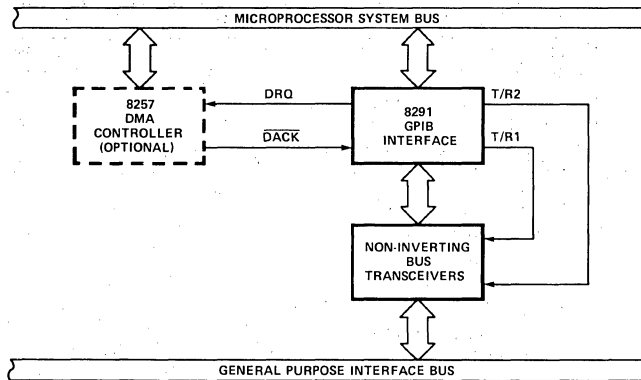 MICROPROCESSOR SYSTEM BUS
8257
DMA
CONTROLLER
(OPTIONAL)
DRQ
DACK
8291
GPIB
INTERFACE
T/R2
T/R1
NON-INVERTING
BUS
TRANSCEIVERS
GENERAL PURPOSE INTERFACE BUS